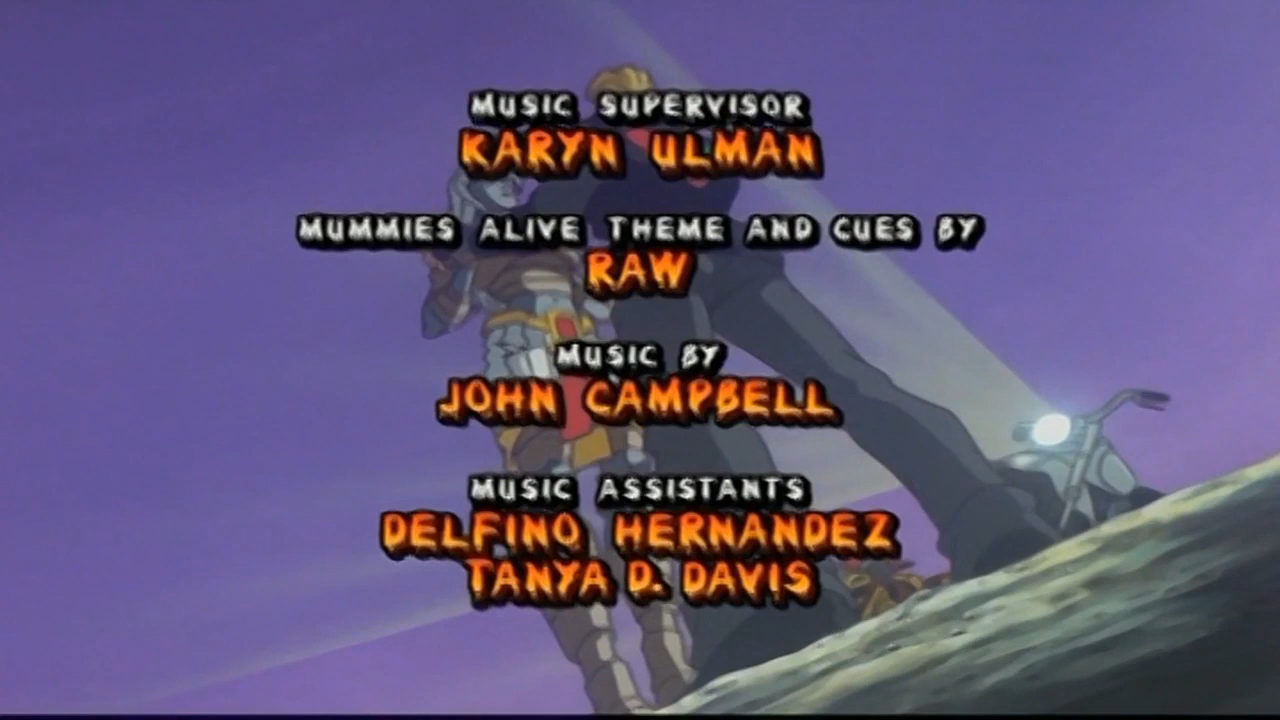 MUSIC SUPERVISOR
KARYN ULMAN
MUMMIES ALIVE THEME AND CUES BY
RAW
MUSIC BY
JOHN CAMPBELL
MUSIC ASSISTANTS
DELFINO HERNANDEZ
TANYA D. DAVIS